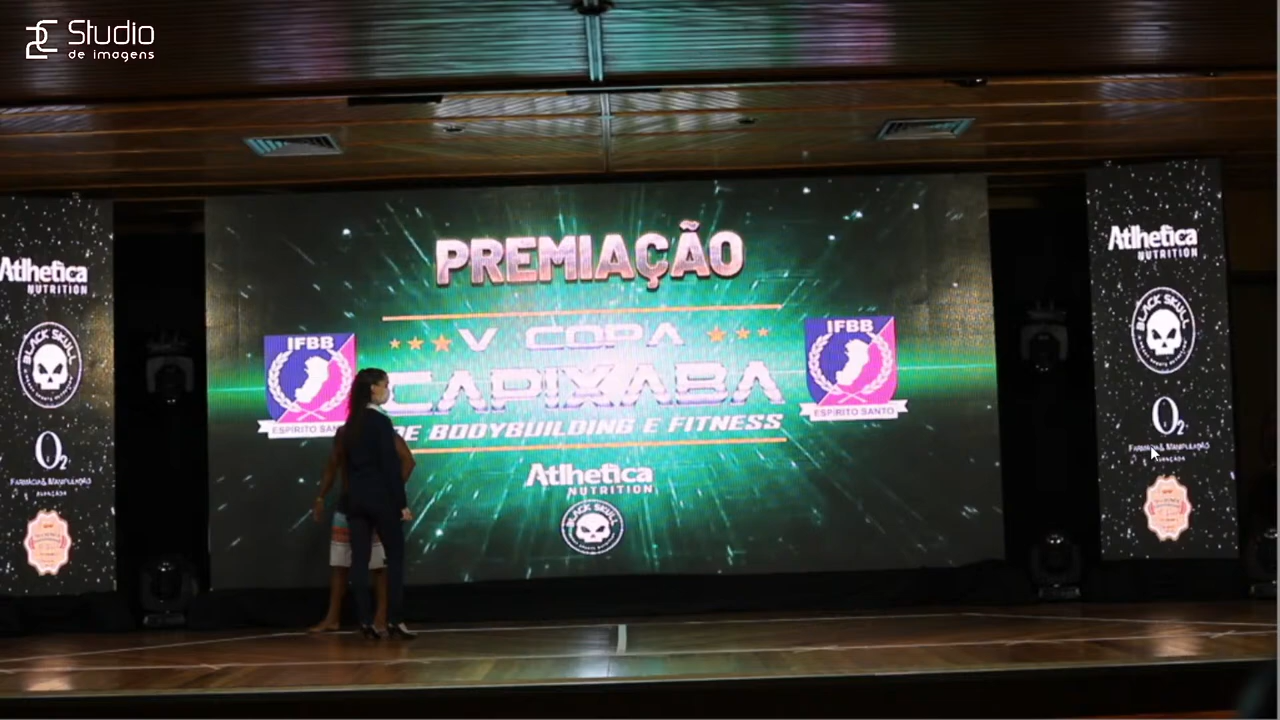 Studio
de imagens
PREMIAÇÃO
V COPA
CAPIXABA
DE BODYBUILDING E FITNESS
IFBB
ESPIRITO SANTO
IFBB
ESPIRITO SANTO
Atlhetica
NUTRITION
BLACK SKULL
Atlhetica
NUTRITION
BLACK SKULL
O2
Atlhetica
NUTRITION
BLACK SKULL
O2